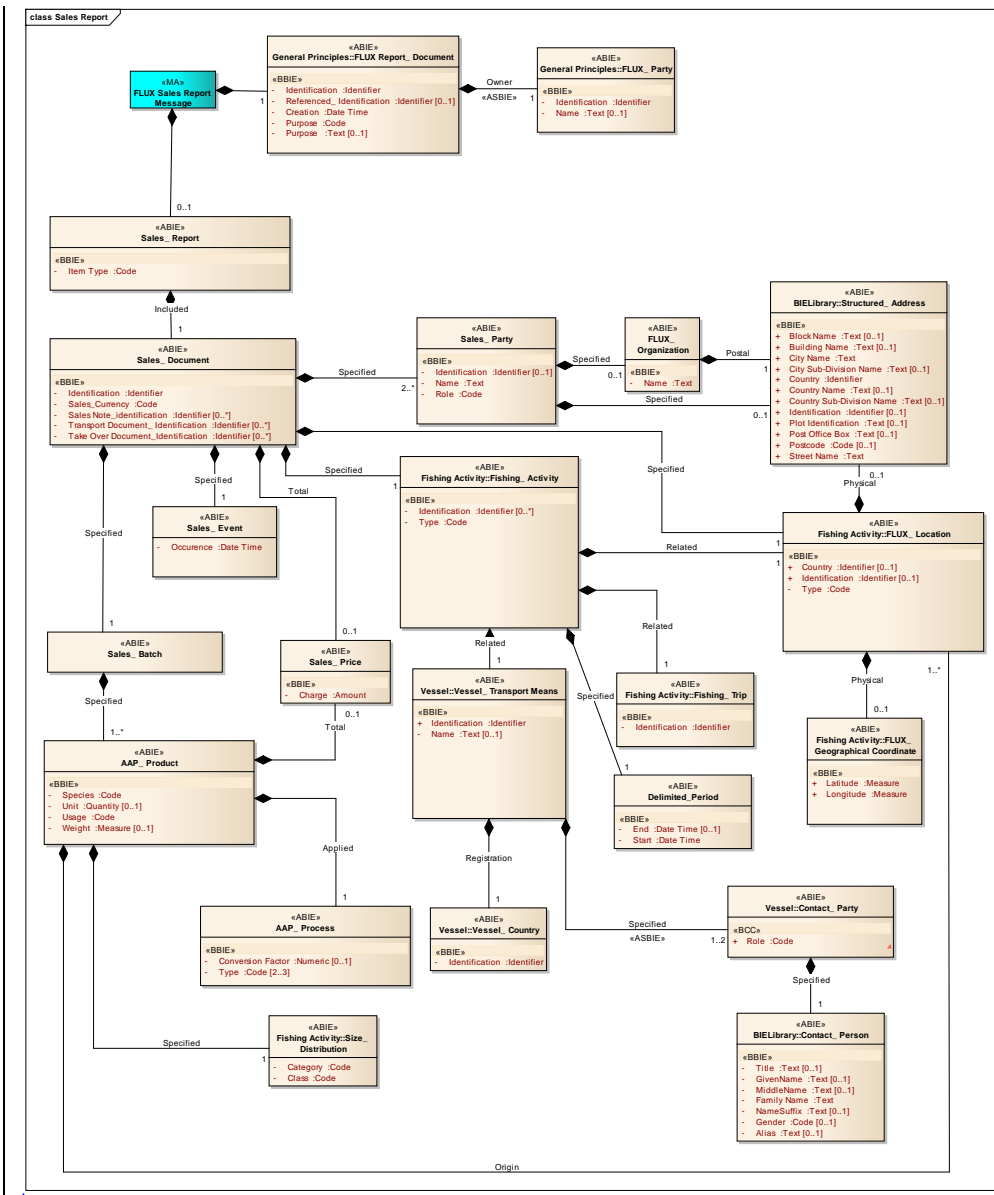 class Sales Report
«ABIE»
General Principles::FLUX Report_ Document
«BBIE»
- Identification :Identifier
- Referenced_ Identification :Identifier [0..1]
- Creation :Date Time
- Purpose :Code
- Purpose :Text [0..1]
«ABIE»
General Principles::FLUX_ Party
«BBIE»
- Identification :Identifier
- Name :Text [0..1]
Owner
«ASBIE»
1
«MA»
FLUX Sales Report
Message
1
0..1
«ABIE»
Sales_ Report
«BBIE»
- Item Type :Code
Included
1
«ABIE»
Sales_ Document
«BBIE»
- Identification :Identifier
- Sales_Currency :Code
- Sales Note_identification :Identifier [0..*]
- Transport Document_ Identification :Identifier [0..*]
- Take Over Document_Identification :Identifier [0..*]
Specified
2..*
«ABIE»
Sales_ Party
«BBIE»
- Identification :Identifier [0..1]
- Name :Text
- Role :Code
Specified
0..1
«ABIE»
FLUX_
Organization
«BBIE»
- Name :Text
Postal
1
Specified
0..1
«ABIE»
BIELibrary::Structured_ Address
«BBIE»
+ BlockName :Text [0..1]
+ Building Name :Text [0..1]
+ City Name :Text
+ City Sub-Division Name :Text [0..1]
+ Country :Identifier
+ Country Name :Text [0..1]
+ Country Sub-Division Name :Text [0..1]
+ Identification :Identifier [0..1]
+ Plot Identification :Text [0..1]
+ Post Office Box :Text [0..1]
+ Postcode :Code [0..1]
+ Street Name :Text
0..1
Physical
Specified
1
Specified
1
Total
0..1
Specified
1
Specified
1
«ABIE»
Sales_ Event
- Occurence :Date Time
«ABIE»
Fishing Activity::Fishing_ Activity
«BBIE»
- Identification :Identifier [0..*]
- Type :Code
Related
1
«ABIE»
Fishing Activity::FLUX_ Location
«BBIE»
+ Country :Identifier [0..1]
+ Identification :Identifier [0..1]
- Type :Code
«ABIE»
Sales_ Batch
Specified
1..*
«ABIE»
Sales_ Price
«BBIE»
- Charge :Amount
0..1
Total
Related
1
«ABIE»
Vessel::Vessel_ Transport Means
«BBIE»
+ Identification :Identifier
- Name :Text [0..1]
Related
1
«ABIE»
Fishing Activity::Fishing_ Trip
«BBIE»
- Identification :Identifier
Specified
1
«ABIE»
Delimited_Period
«BBIE»
- End :Date Time [0..1]
- Start :Date Time
Physical
0..1
1..*
«ABIE»
Fishing Activity::FLUX_
Geographical Coordinate
«BBIE»
+ Latitude :Measure
+ Longitude :Measure
«ABIE»
AAP_ Product
«BBIE»
- Species :Code
- Unit :Quantity [0..1]
- Usage :Code
- Weight :Measure [0..1]
Applied
1
«ABIE»
AAP_ Process
«BBIE»
- Conversion Factor :Numeric [0..1]
- Type :Code [2..3]
Registration
1
«ABIE»
Vessel::Vessel_ Country
«BBIE»
- Identification :Identifier
Specified
«ASBIE»
1..2
«ABIE»
Vessel::Contact_ Party
«BCC»
+ Role :Code
A
Specified
1
«ABIE»
BIELibrary::Contact_ Person
«BBIE»
- Title :Text [0..1]
- GivenName :Text [0..1]
- MiddleName :Text [0..1]
- Family Name :Text
- NameSuffix :Text [0..1]
- Gender :Code [0..1]
- Alias :Text [0..1]
Specified
1
«ABIE»
Fishing Activity::Size_
Distribution
- Category :Code
- Class :Code
Origin